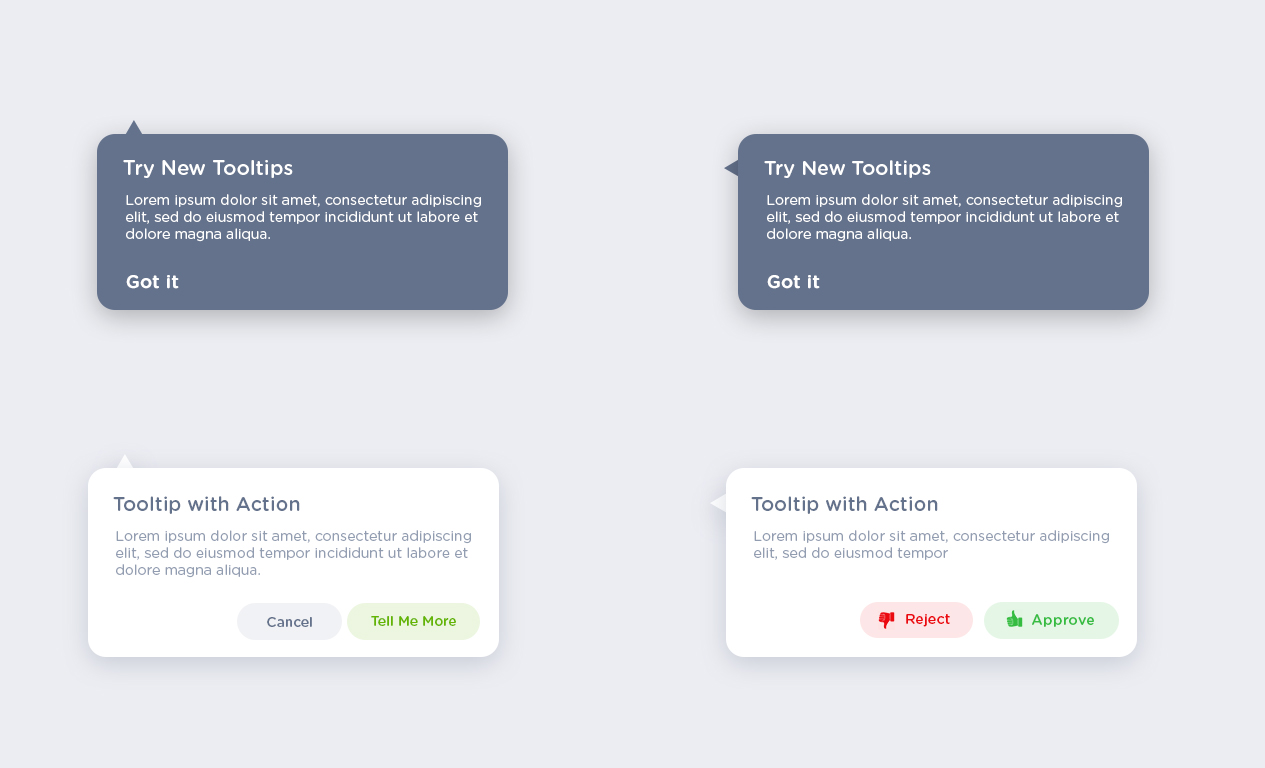 Try New Tooltips
Lorem ipsum dolor sit amet, consectetur adipiscing
elit, sed do eiusmod tempor incididunt ut labore et
dolore magna aliqua.
Got it
Try New Tooltips
Lorem ipsum dolor sit amet, consectetur adipiscing
elit, sed do eiusmod tempor incididunt ut labore et
dolore magna aliqua.
Got it
Tooltip with Action
Lorem ipsum dolor sit amet, consectetur adipiscing
elit, sed do eiusmod tempor incididunt ut labore et
dolore magna aliqua.
Cancel
Tell Me More
Tooltip with Action
Lorem ipsum dolor sit amet, consectetur adipiscing
elit, sed do eiusmod tempor
Reject
Approve